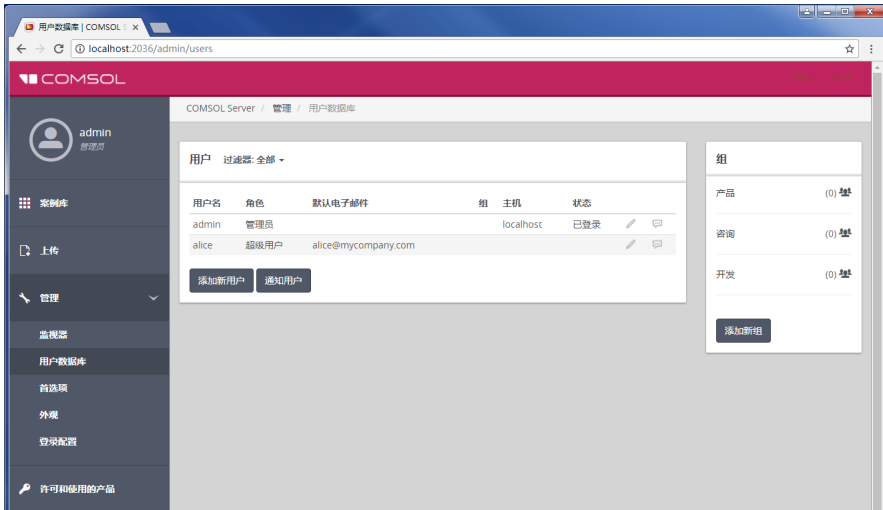 用户数据库 | COMSOL S
localhost:2036/admin/users
COMSOL
COMSOL Server / 管理 / 用户数据库
admin
管理员
案例库
上传
管理
监视器
用户数据库
首选项
外观
登录配置
许可和使用的产品
用户 过滤器: 全部
用户名 角色 默认电子邮件 组 主机 状态
admin 管理员 localhost 已登录
alice 超级用户 alice@mycompany.com
添加新用户 通知用户
组
产品 (0)
咨询 (0)
开发 (0)
添加新组